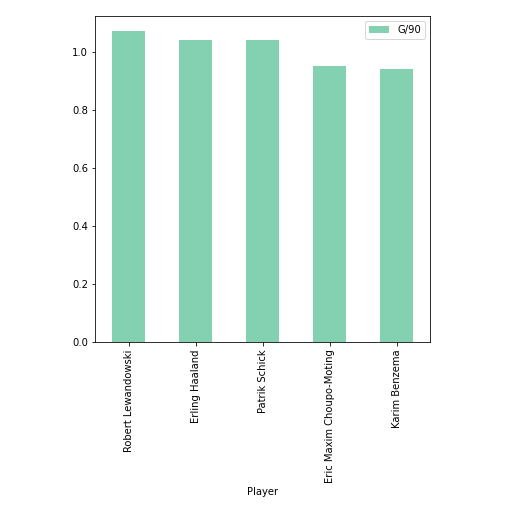 G/90
1.0
0.8
0.6
0.4
0.2
0.0
Robert Lewandowski
Erling Haaland
Patrik Schick
Eric Maxim Choupo-Moting
Karim Benzema
Player